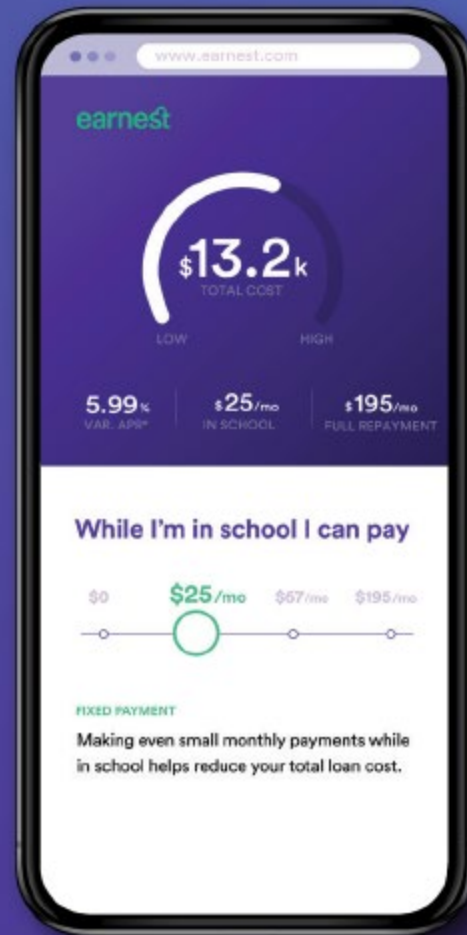 www.earnest.com
earnest
$13.2k
TOTAL COST
LOW HIGH
5.99% $25/mo $195/mo
VAR. APR* IN SCHOOL FULL REPAYMENT
While I'm in school I can pay
$0 $25/mo $67/mo $195/mo
FIXED PAYMENT
Making even small monthly payments while
in school helps reduce your total loan cost.